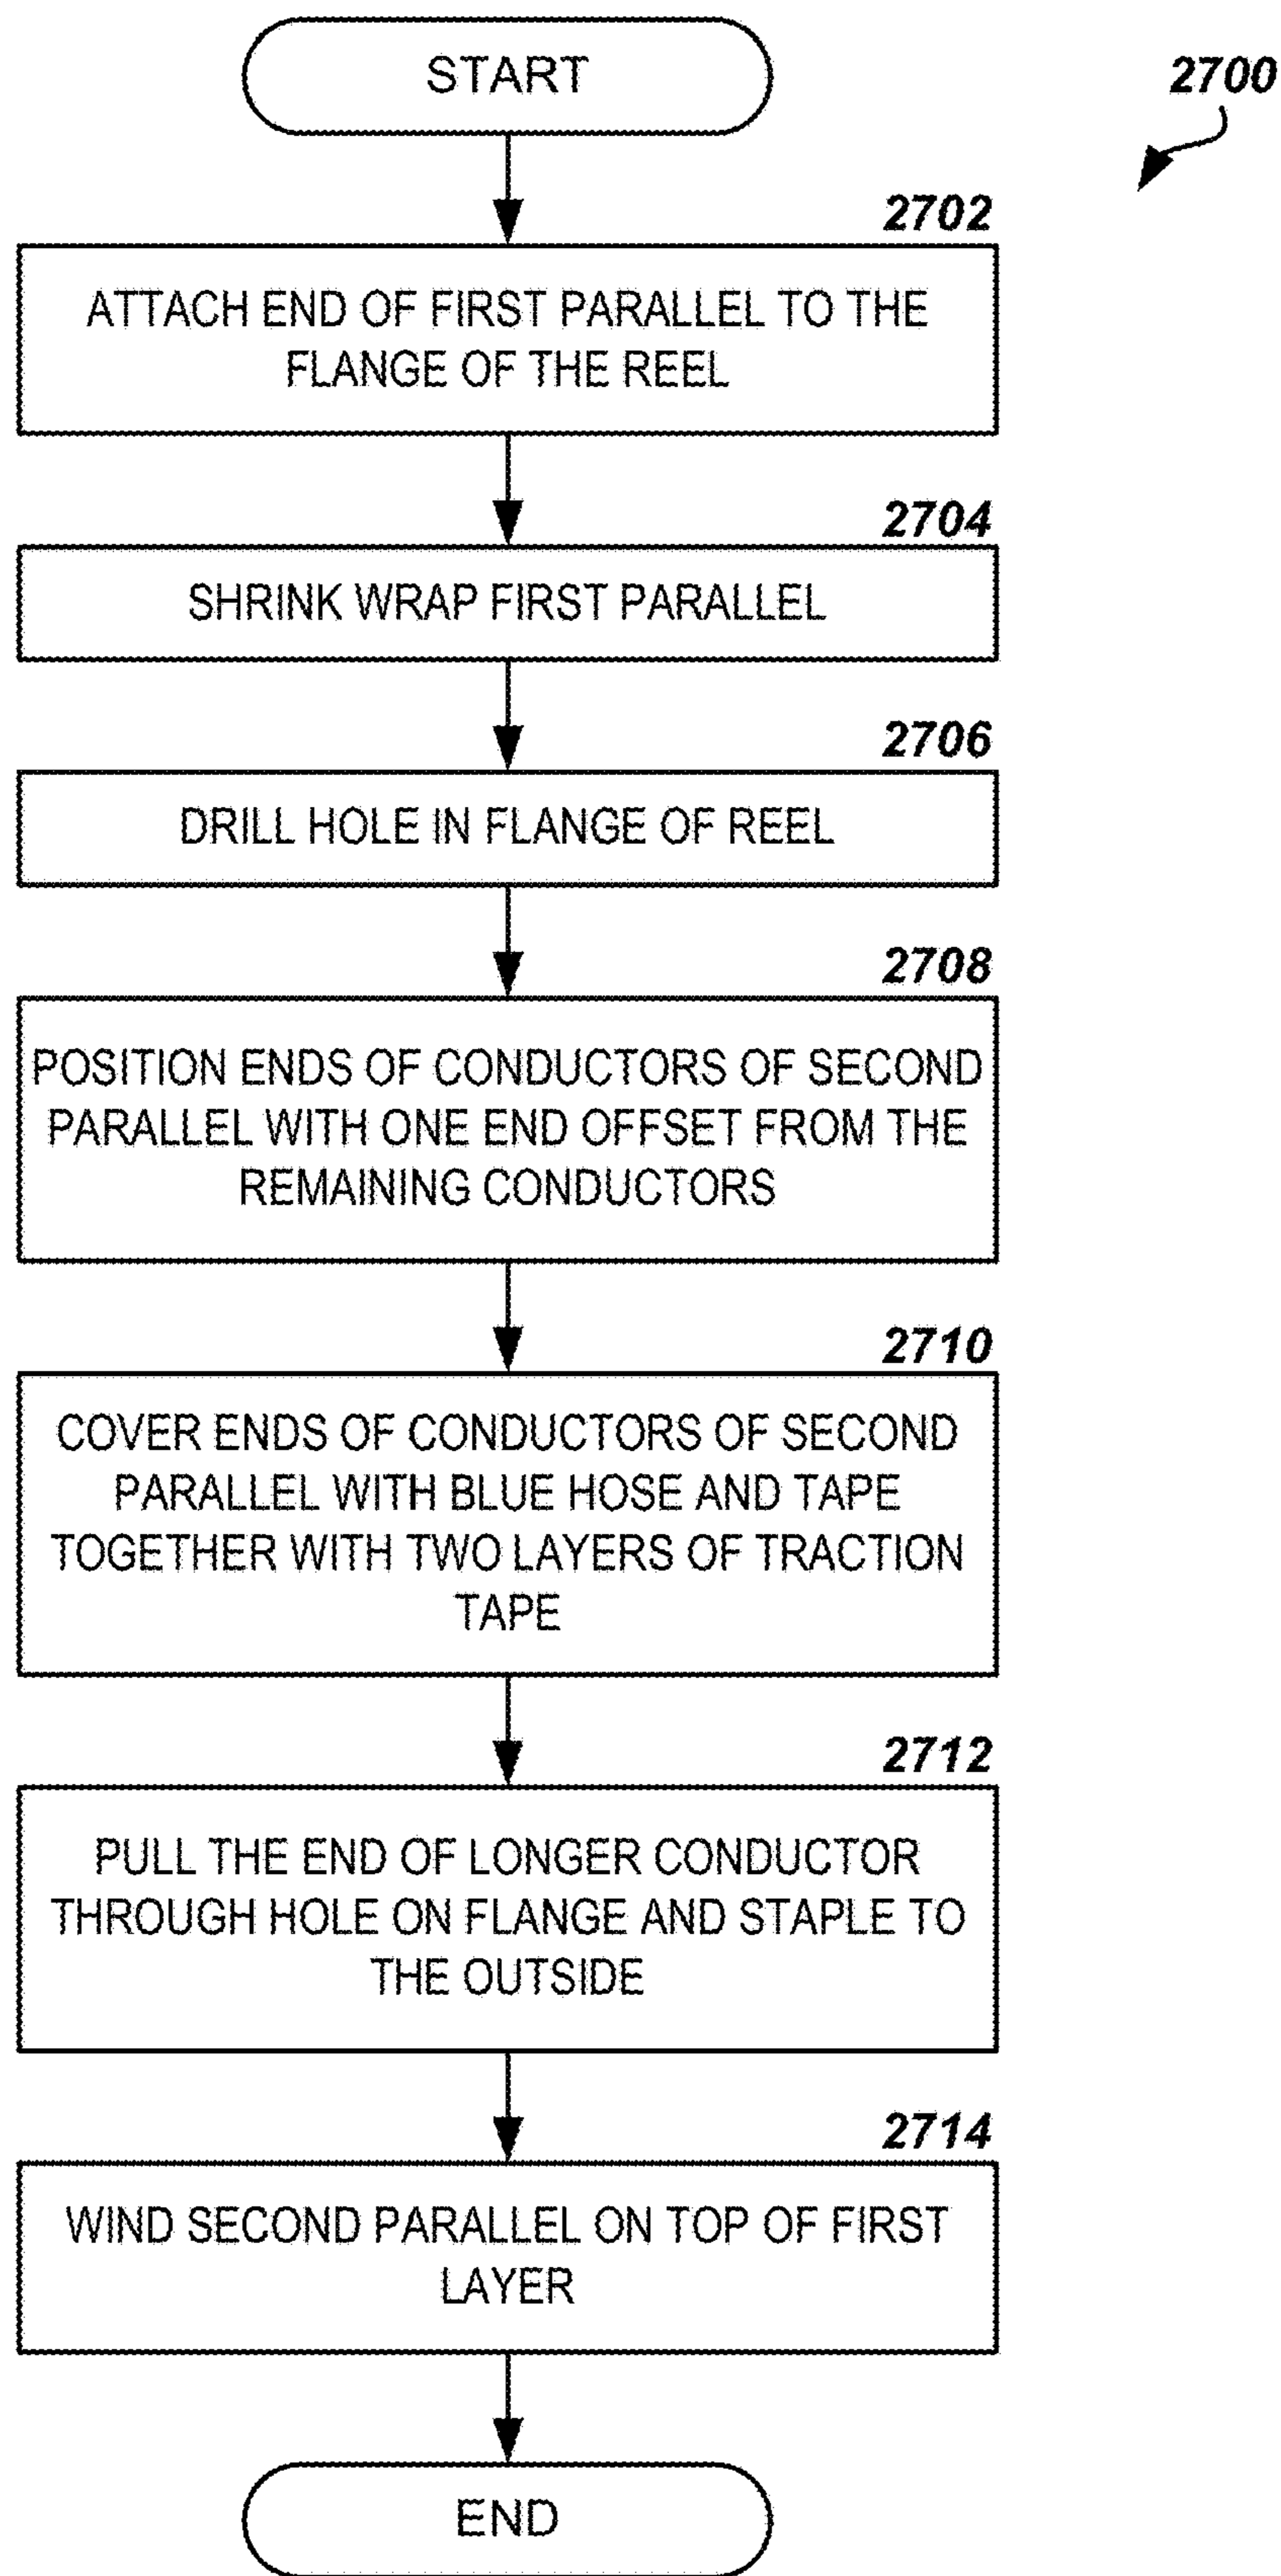 START
2700
2702
ATTACH END OF FIRST PARALLEL TO THE
FLANGE OF THE REEL
2704
SHRINK WRAP FIRST PARALLEL
2706
DRILL HOLE IN FLANGE OF REEL
2708
POSITION ENDS OF CONDUCTORS OF SECOND
PARALLEL WITH ONE END OFFSET FROM THE
REMAINING CONDUCTORS
2710
COVER ENDS OF CONDUCTORS OF SECOND
PARALLEL WITH BLUE HOSE AND TAPE
TOGETHER WITH TWO LAYERS OF TRACTION
TAPE
2712
PULL THE END OF LONGER CONDUCTOR
THROUGH HOLE ON FLANGE AND STAPLE TO
THE OUTSIDE
2714
WIND SECOND PARALLEL ON TOP OF FIRST
LAYER
END